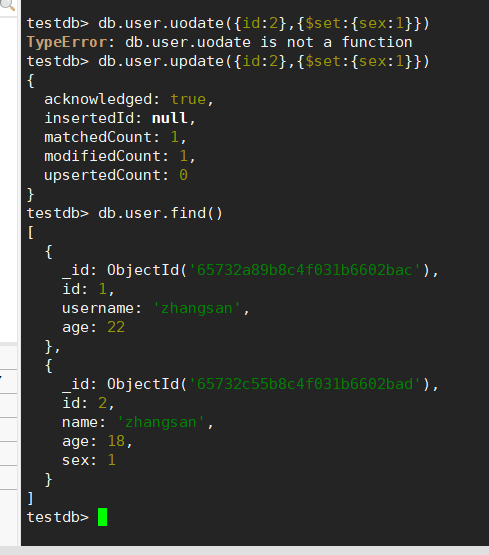 testdb> db.user.uodate({id:2},{$set:{sex:1}})
TypeError: db.user.uodate is not a function
testdb> db.user.update({id:2},{$set:{sex:1}})
{
  acknowledged: true,
  insertedId: null,
  matchedCount: 1,
  modifiedCount: 1,
  upsertedCount: 0
}
testdb> db.user.find()
[
  {
    _id: ObjectId('65732a89b8c4f031b6602bac'),
    id: 1,
    username: 'zhangsan',
    age: 22
  },
  {
    _id: ObjectId('65732c55b8c4f031b6602bad'),
    id: 2,
    name: 'zhangsan',
    age: 18,
    sex: 1
  }
]
testdb>